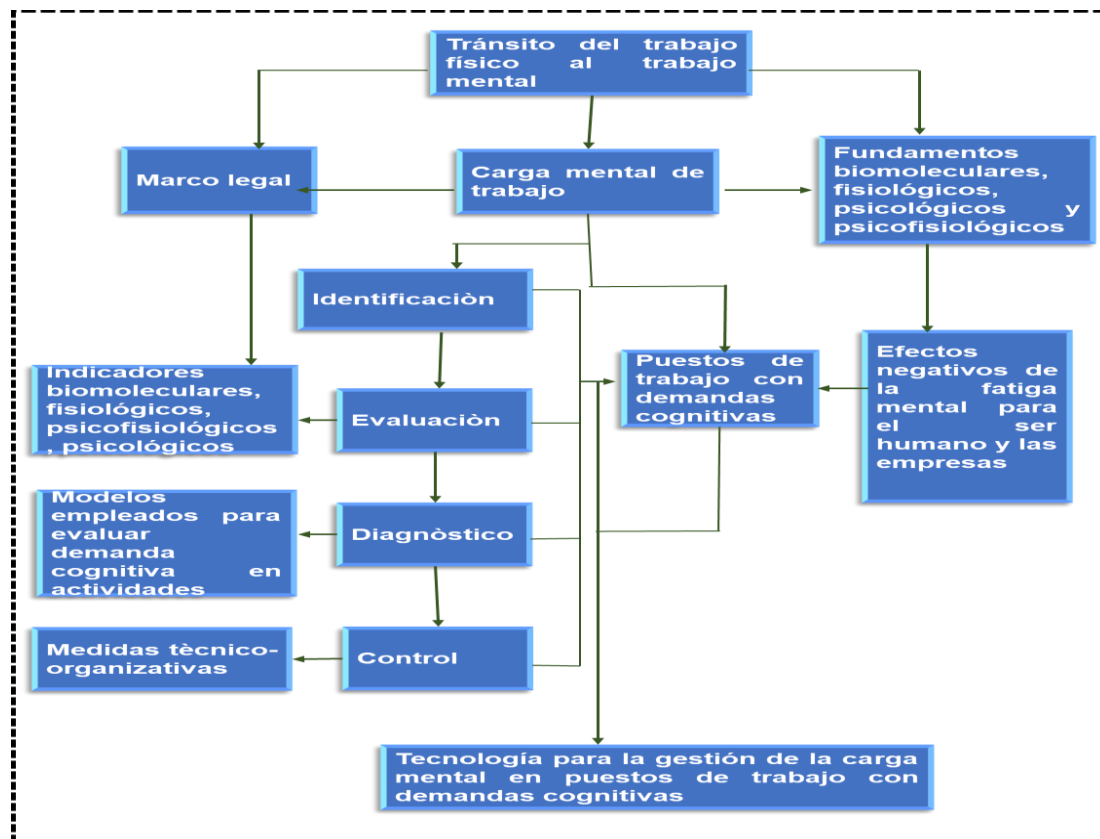 Tránsito del trabajo
físico al trabajo
mental
Marco legal
Carga mental de
trabajo
Fundamentos
biomoleculares,
fisiológicos,
psicológicos y
psicofisiológicos
Identificaciòn
Indicadores
biomoleculares,
fisiológicos,
psicofisiológicos
, psicológicos
Evaluaciòn
Puestos de
trabajo con
demandas
cognitivas
Efectos
negativos de
la fatiga
mental para
el ser
humano y las
empresas
Modelos
empleados para
evaluar
demanda
cognitiva en
actividades
Diagnòstico
Medidas tècnico-
organizativas
Control
Tecnología para la gestión de la carga
mental en puestos de trabajo con
demandas cognitivas